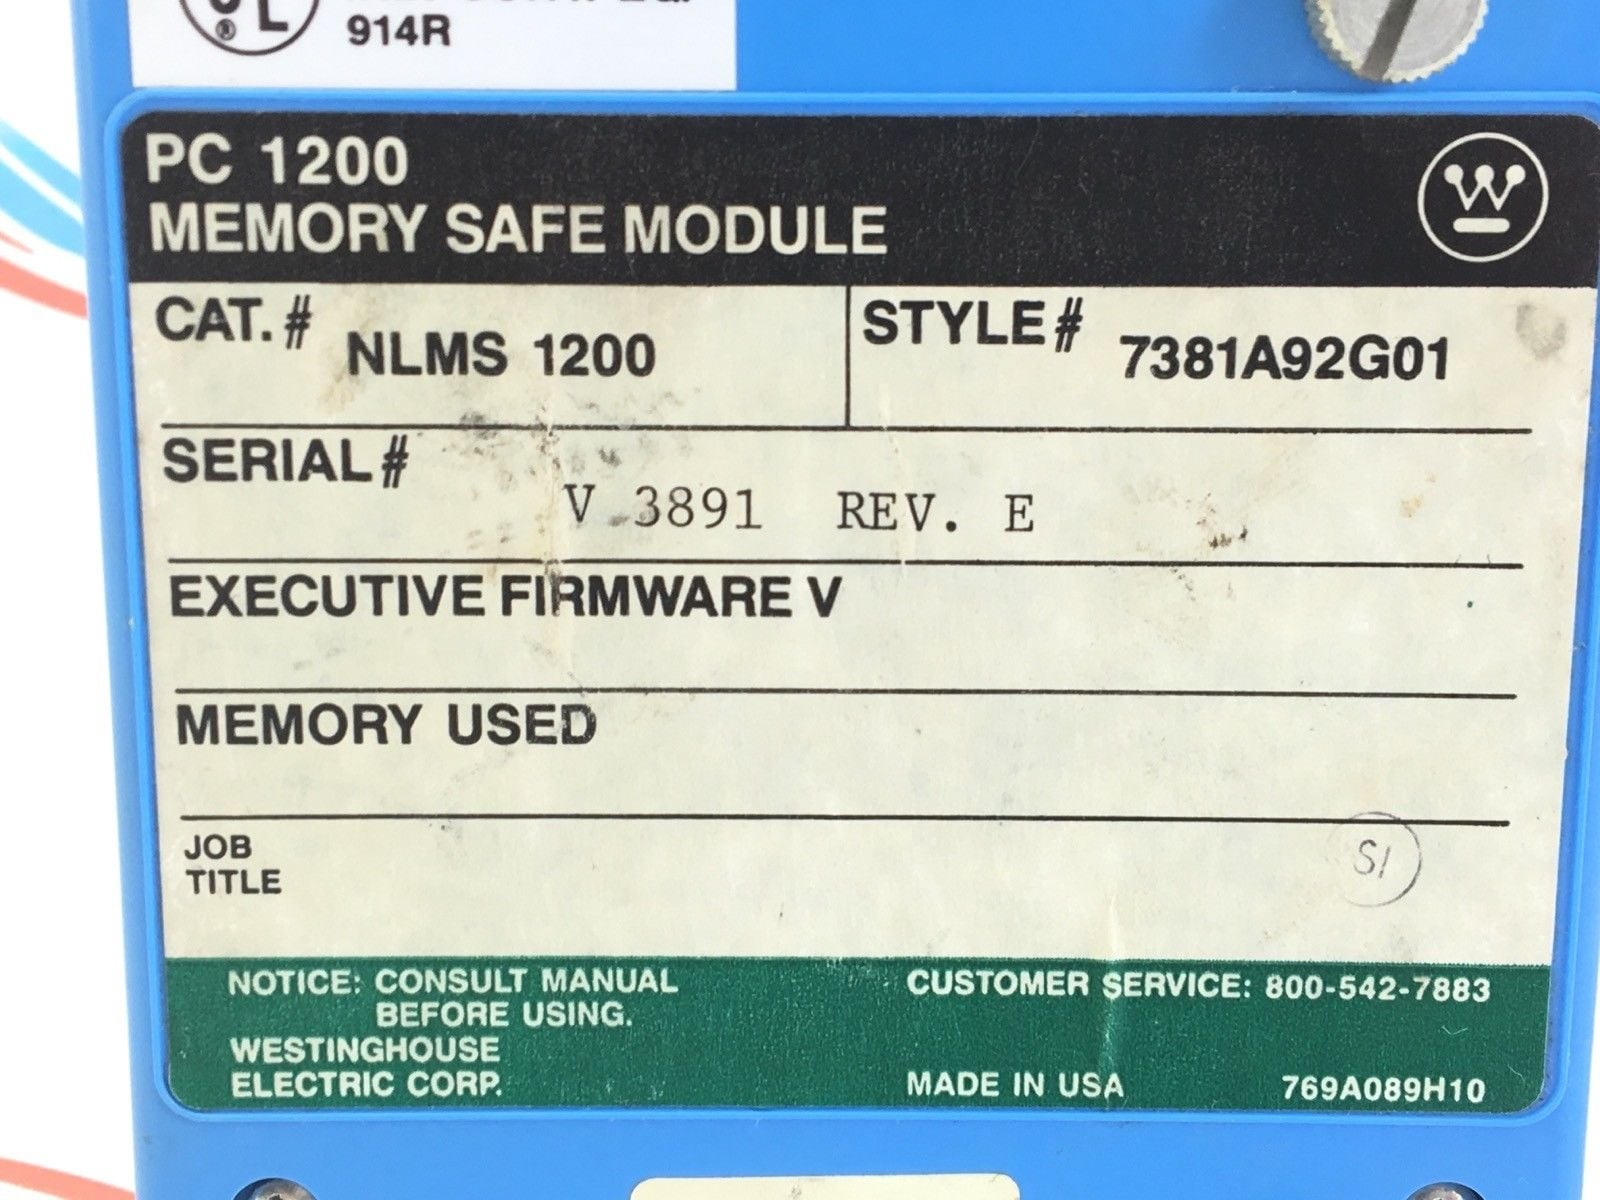 914R
PC 1200
MEMORY SAFE MODULE
CAT.# NLMS 1200
STYLE# 7381A92G01
SERIAL# V 3891 REV. E
EXECUTIVE FIRMWARE V
MEMORY USED
JOB
TITLE
S1
NOTICE: CONSULT MANUAL
BEFORE USING.
WESTINGHOUSE
ELECTRIC CORP.
CUSTOMER SERVICE: 800-542-7883
MADE IN USA
769A089H10